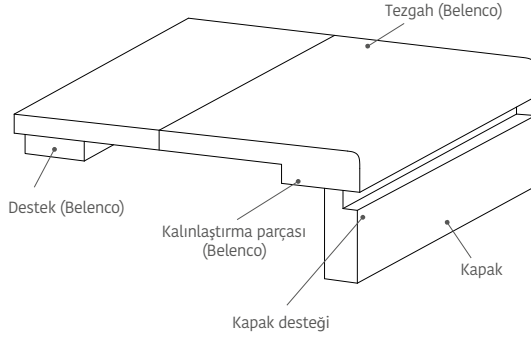 Tezgah (Belenco)
Destek (Belenco)
Kalınlaştırma parçası
(Belenco)
Kapak
Kapak desteği